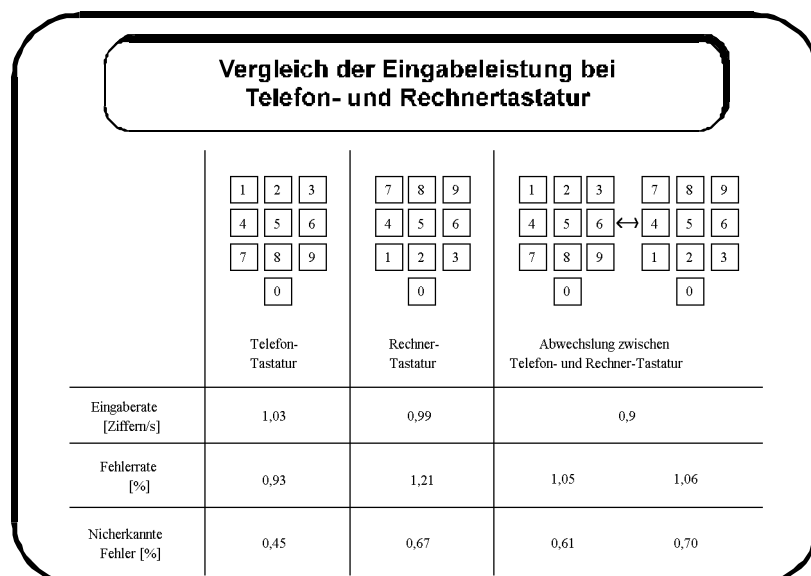 Vergleich der Eingabeleistung bei
Telefon- und Rechnertastatur
1 2 3 7 8 9 1 2 3 7 8 9
4 5 6 4 5 6 4 5 6 ↔ 4 5 6
7 8 9 1 2 3 7 8 9 1 2 3
0 0 0 0
Telefon- Rechner- Abwechslung zwischen
Tastatur Tastatur Telefon- und Rechner-Tastatur
Eingaberate
[Ziffern/s] 1,03 0,99 0,9
Fehlerrate
[%] 0,93 1,21 1,05 1,06
Nicherkannte
Fehler [%] 0,45 0,67 0,61 0,70